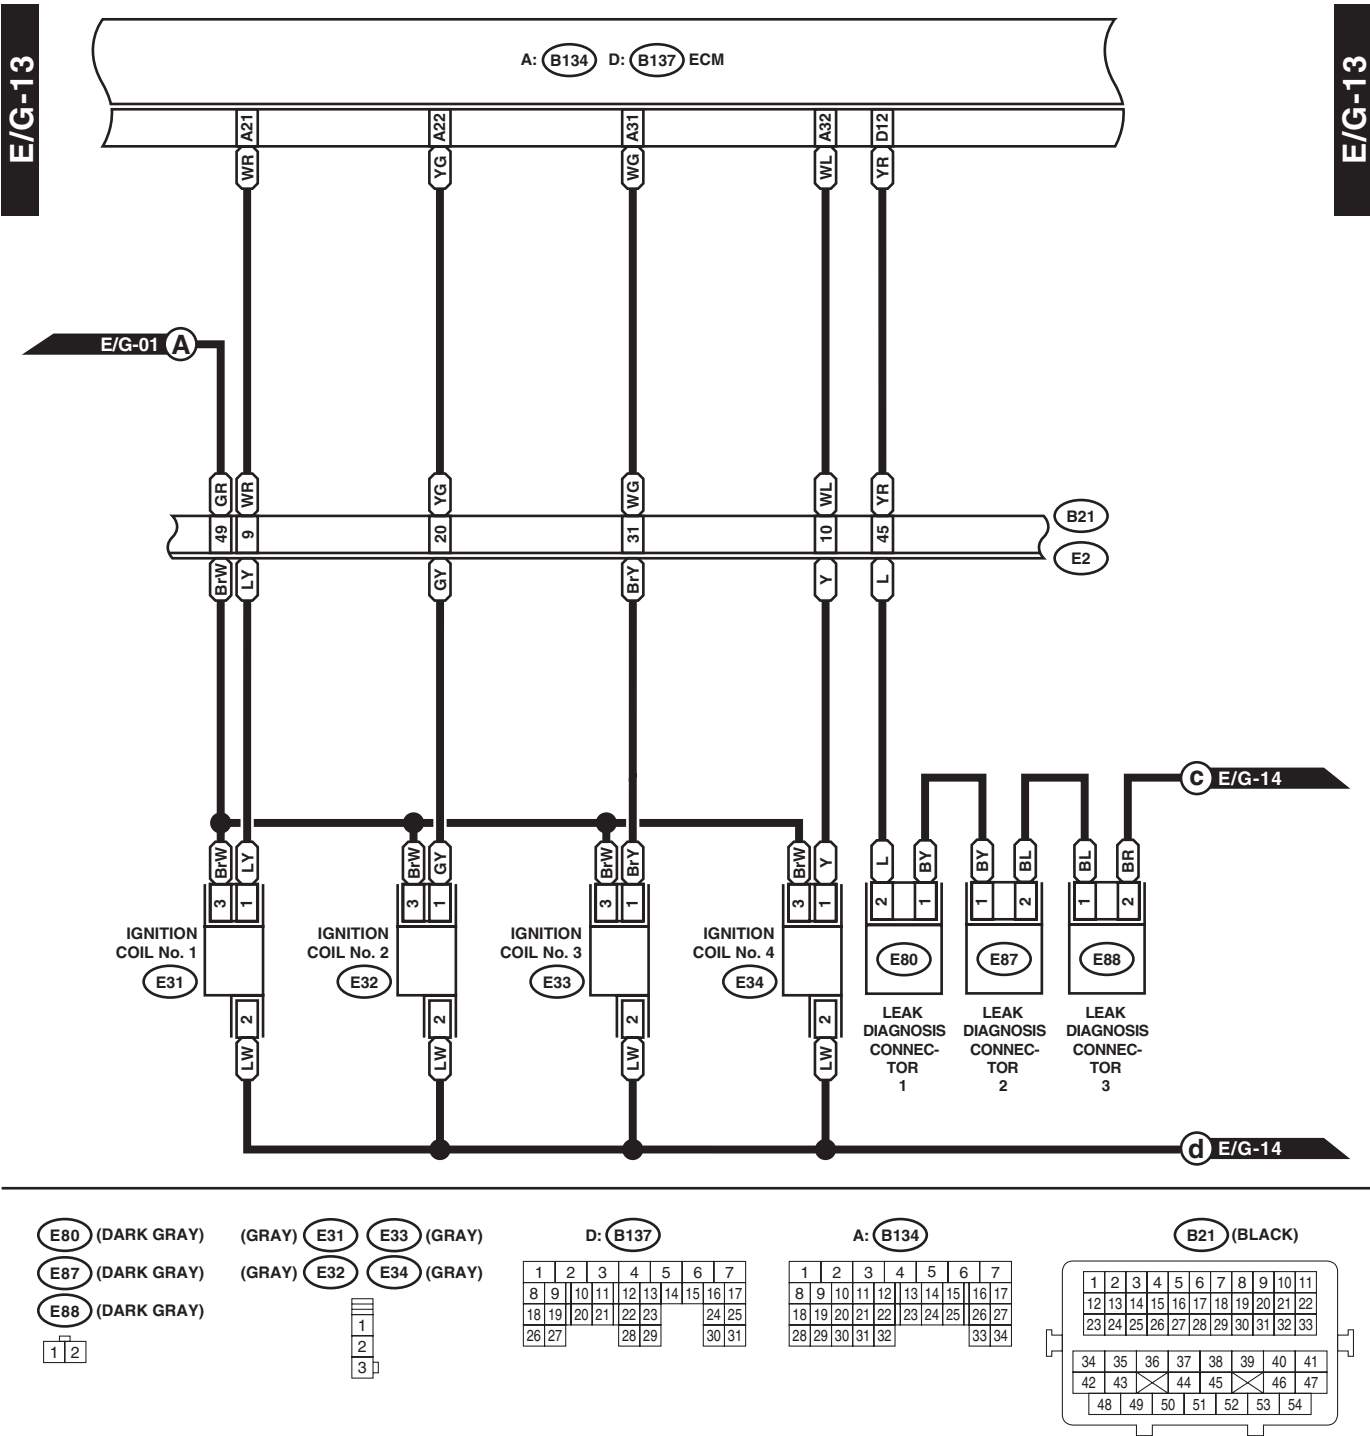 E/G-13
E/G-13
A: B134 D: B137 ECM
A21 A22 A31 A32 D12
WR YG WG WL YR
E/G-01 A
GR WR YG WG WL YR
49 9 20 31 10 45
B21
E2
BrW LY GY BrY Y L
C E/G-14
BrW LY BrW GY BrW BrY BrW Y L BY BY BL BL BR
3 1 3 1 3 1 3 1 2 1 1 2 1 2
IGNITION
COIL No. 1
E31
IGNITION
COIL No. 2
E32
IGNITION
COIL No. 3
E33
IGNITION
COIL No. 4
E34
E80 E87 E88
2 2 2 2
LW LW LW LW
LEAK
DIAGNOSIS
CONNEC-
TOR
1
LEAK
DIAGNOSIS
CONNEC-
TOR
2
LEAK
DIAGNOSIS
CONNEC-
TOR
3
d E/G-14
E80 (DARK GRAY)
E87 (DARK GRAY)
E88 (DARK GRAY)
1 2
(GRAY) E31 E33 (GRAY)
(GRAY) E32 E34 (GRAY)
1
2
3
D: B137
1 2 3 4 5 6 7
8 9 10 11 12 13 14 15 16 17
18 19 20 21 22 23 24 25
26 27 28 29 30 31
A: B134
1 2 3 4 5 6 7
8 9 10 11 12 13 14 15 16 17
18 19 20 21 22 23 24 25 26 27
28 29 30 31 32 33 34
B21 (BLACK)
1 2 3 4 5 6 7 8 9 10 11
12 13 14 15 16 17 18 19 20 21 22
23 24 25 26 27 28 29 30 31 32 33
34 35 36 37 38 39 40 41
42 43 44 45 46 47
48 49 50 51 52 53 54